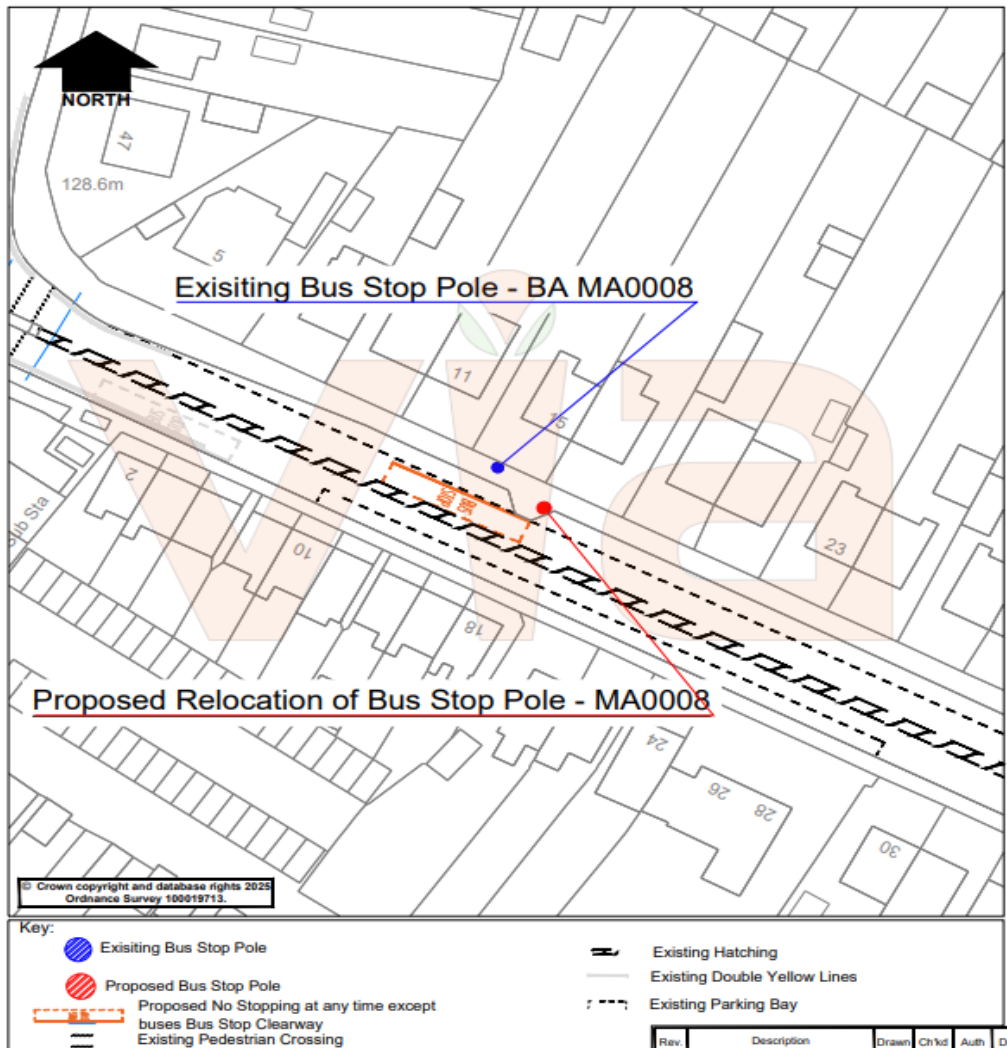 NORTH
47
128.6m
5
Exisiting Bus Stop Pole - BA MA0008
11
15
BUS
STOP
2
Sub Sta
10
23
18
Proposed Relocation of Bus Stop Pole - MA0008
24
26
28
30
via
© Crown copyright and database rights 2025
Ordnance Survey 100019713.
Key:
Exisiting Bus Stop Pole
Proposed Bus Stop Pole
Proposed No Stopping at any time except
buses Bus Stop Clearway
Existing Pedestrian Crossing
Existing Hatching
Existing Double Yellow Lines
Existing Parking Bay
Rev. Description Drawn Ch'kd Auth